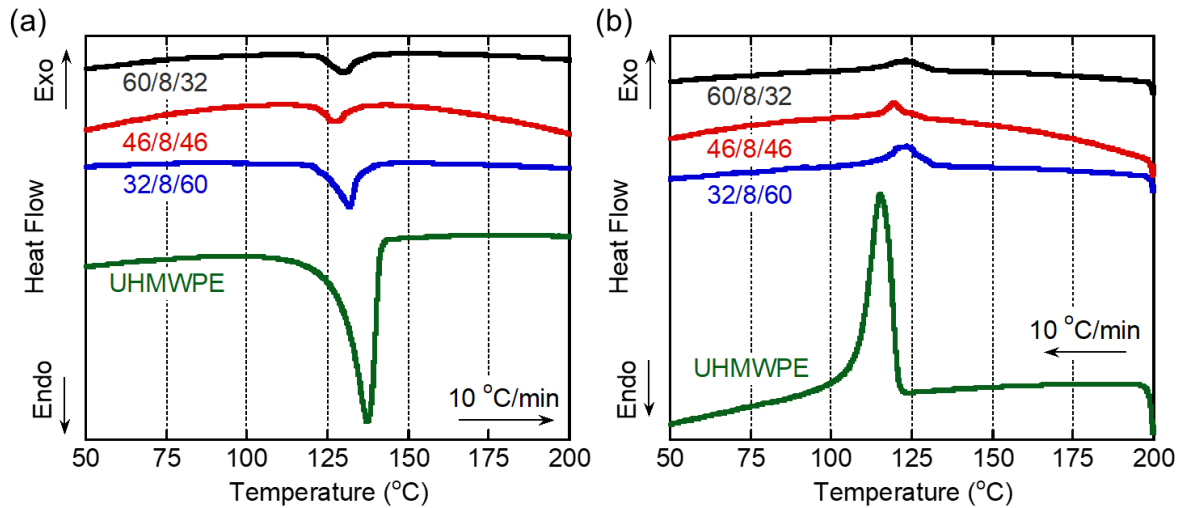 (a)
Exo
Heat Flow
Endo
60/8/32
46/8/46
32/8/60
UHMWPE
10 °C/min
50 75 100 125 150 175 200
Temperature (°C)
(b)
Exo
Heat Flow
Endo
60/8/32
46/8/46
32/8/60
10 °C/min
UHMWPE
50 75 100 125 150 175 200
Temperature (°C)